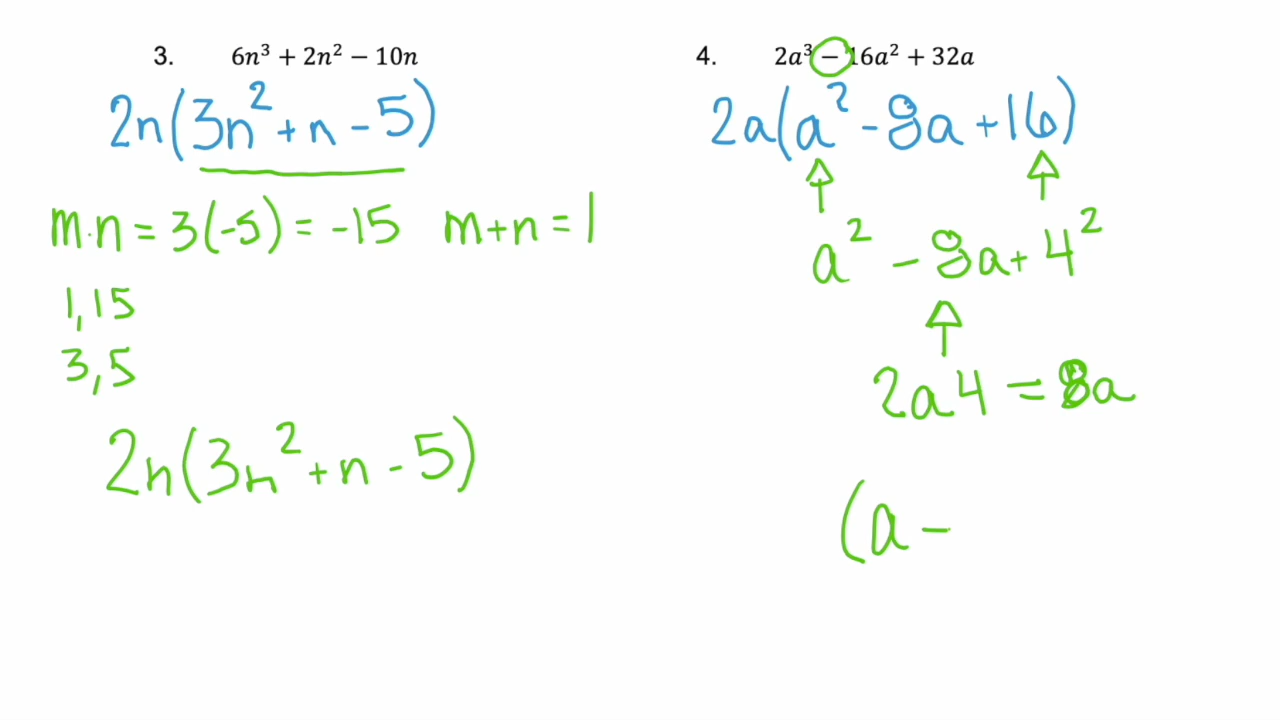 3. 6n³ + 2n² − 10n
2n(3n² + n - 5)
m·n = 3(-5) = -15 m+n = 1
1,15
3,5
2n(3n² + n - 5)
4. 2a³ − 16a² + 32a
2a(a² - 8a + 16)
a² - 8a + 4²
2a4 = 8a
(a -